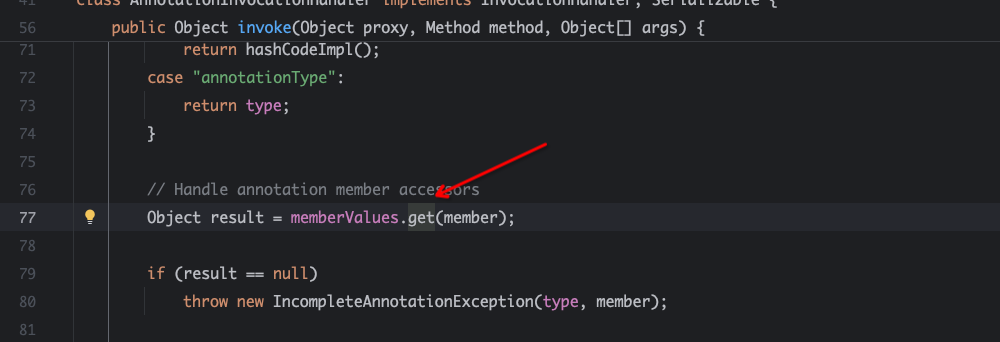 41 class AnnotationInvocationHandler implements InvocationHandler, Serializable {
56 public Object invoke(Object proxy, Method method, Object[] args) {
71 return hashCodeImpl();
72 case "annotationType":
73 return type;
74 }
75
76 // Handle annotation member accessors
77 Object result = memberValues.get(member);
78
79 if (result == null)
80 throw new IncompleteAnnotationException(type, member);
81